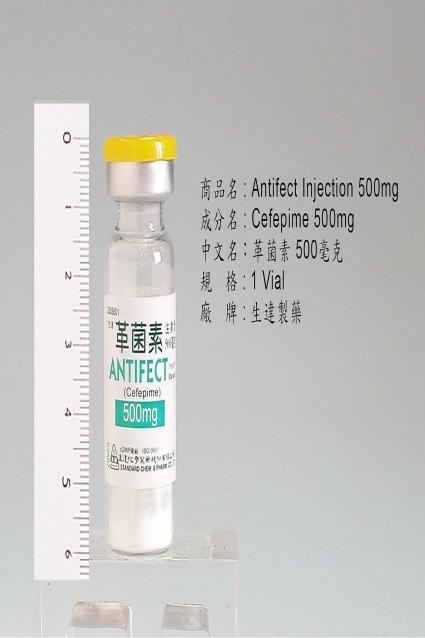 商品名 : Antifect Injection 500mg
成分名 : Cefepime 500mg
中文名 : 革菌素 500毫克
規 格 : 1 Vial
廠 牌 : 生達製藥
0
1
2
3
4
5
6
革菌素
ANTIFECT
(Cefepime)
500mg
STANDARD CHEM & PHARM CO